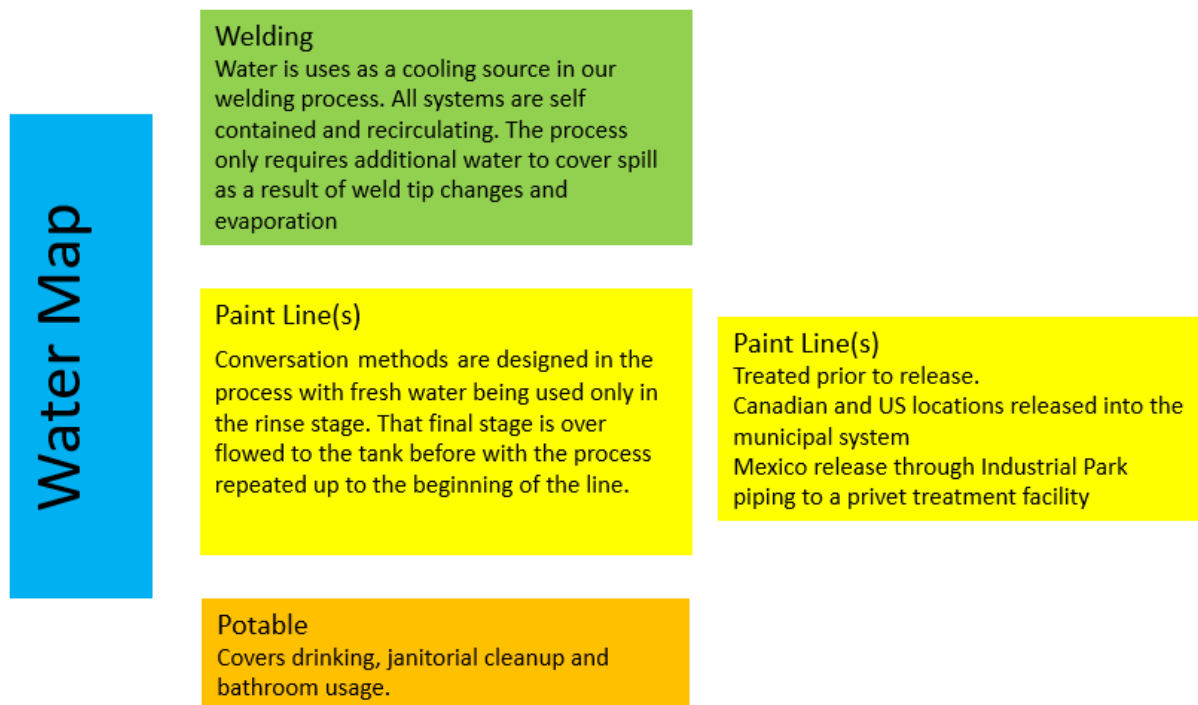 Water Map
Welding
Water is uses as a cooling source in our
welding process. All systems are self
contained and recirculating. The process
only requires additional water to cover spill
as a result of weld tip changes and
evaporation
Paint Line(s)
Conversation methods are designed in the
process with fresh water being used only in
the rinse stage. That final stage is over
flowed to the tank before with the process
repeated up to the beginning of the line.
Paint Line(s)
Treated prior to release.
Canadian and US locations released into the
municipal system
Mexico release through Industrial Park
piping to a privet treatment facility
Potable
Covers drinking, janitorial cleanup and
bathroom usage.